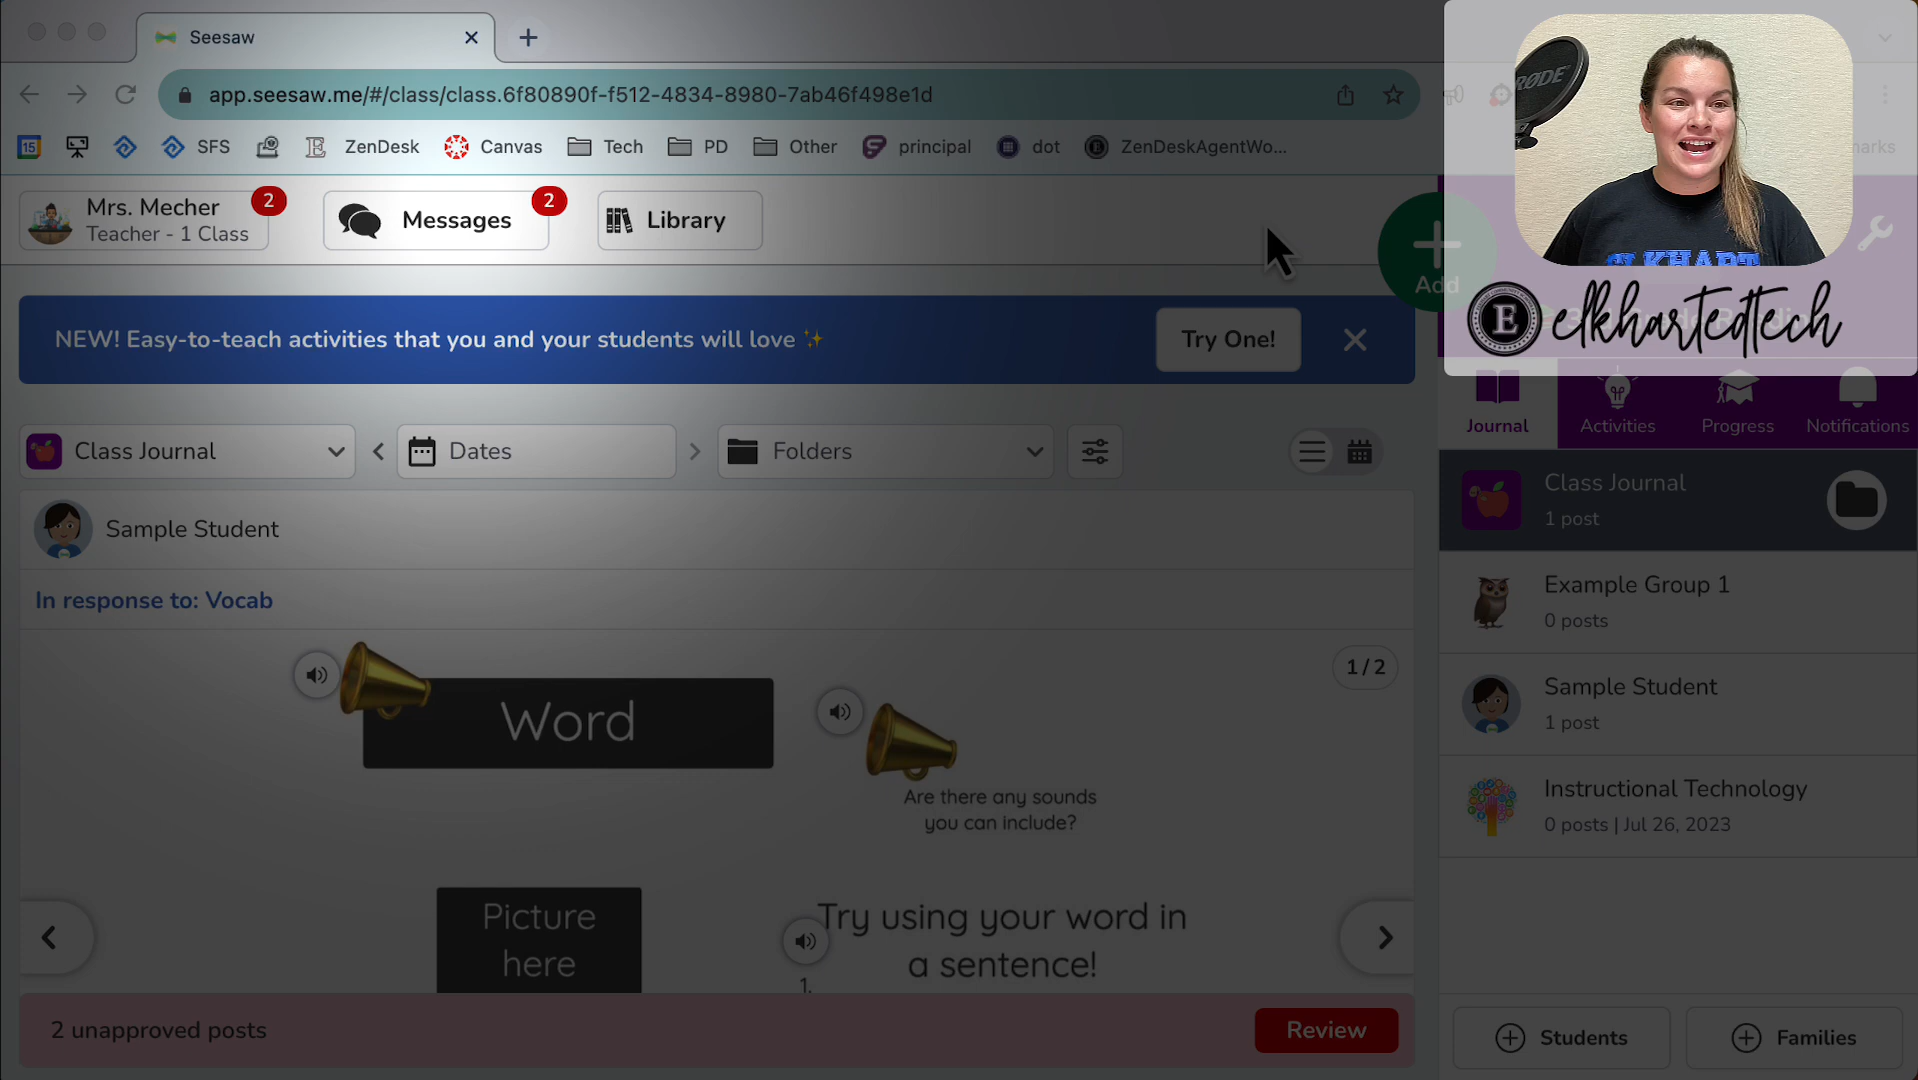 Seesaw
app.seesaw.me/#/class/class.6f80890f-f512-4834-8980-7ab46f498e1d
15
SFS
ZenDesk
Canvas
Tech
PD
Other
principal
dot
ZenDeskAgentWo...
marks
RØDE
ELKHART
Mrs. Mecher
Teacher - 1 Class
2
Messages
2
Library
Add
E elkhartedtech
NEW! Easy-to-teach activities that you and your students will love ✨
Try One!
Journal
Activities
Progress
Notifications
Class Journal
Dates
Folders
Class Journal
1 post
Sample Student
In response to: Vocab
Example Group 1
0 posts
1 / 2
Word
Sample Student
1 post
Are there any sounds
you can include?
Instructional Technology
0 posts | Jul 26, 2023
Picture
here
Try using your word in
a sentence!
1.
2 unapproved posts
Review
Students
Families